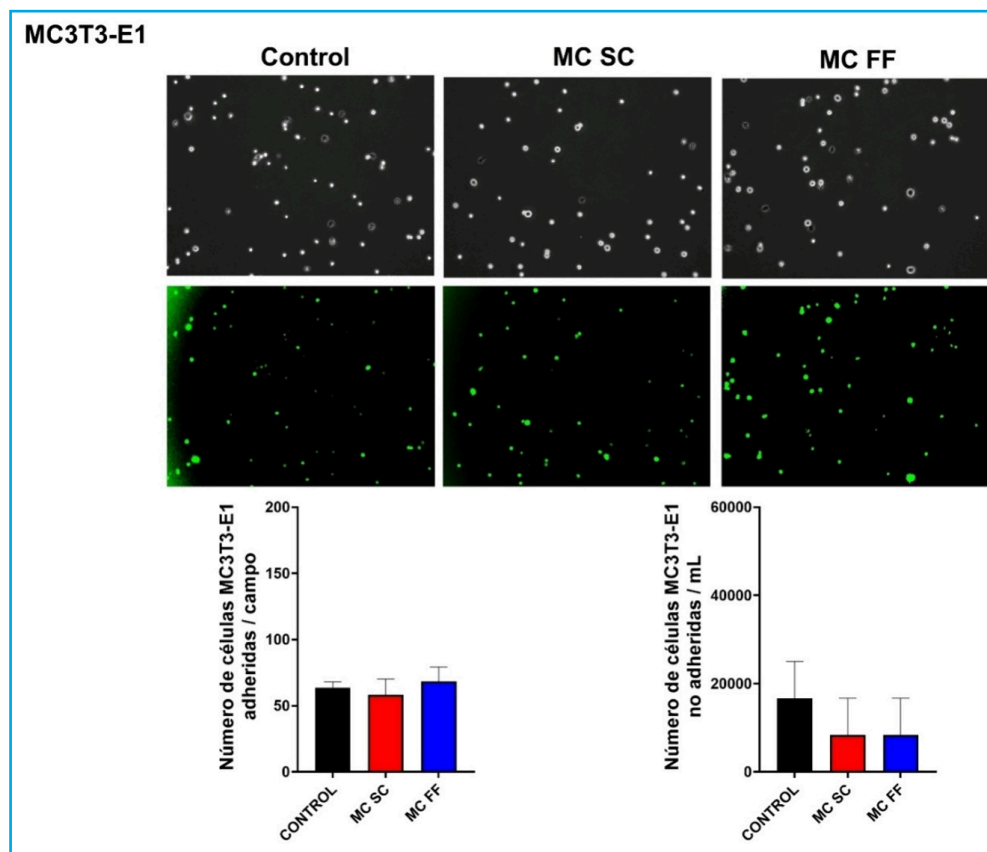 MC3T3-E1
Control
MC SC
MC FF
Número de células MC3T3-E1
adheridas / campo
200
150
100
50
0
CONTROL
MC SC
MC FF
Número de células MC3T3-E1
no adheridas / mL
60000
40000
20000
0
CONTROL
MC SC
MC FF